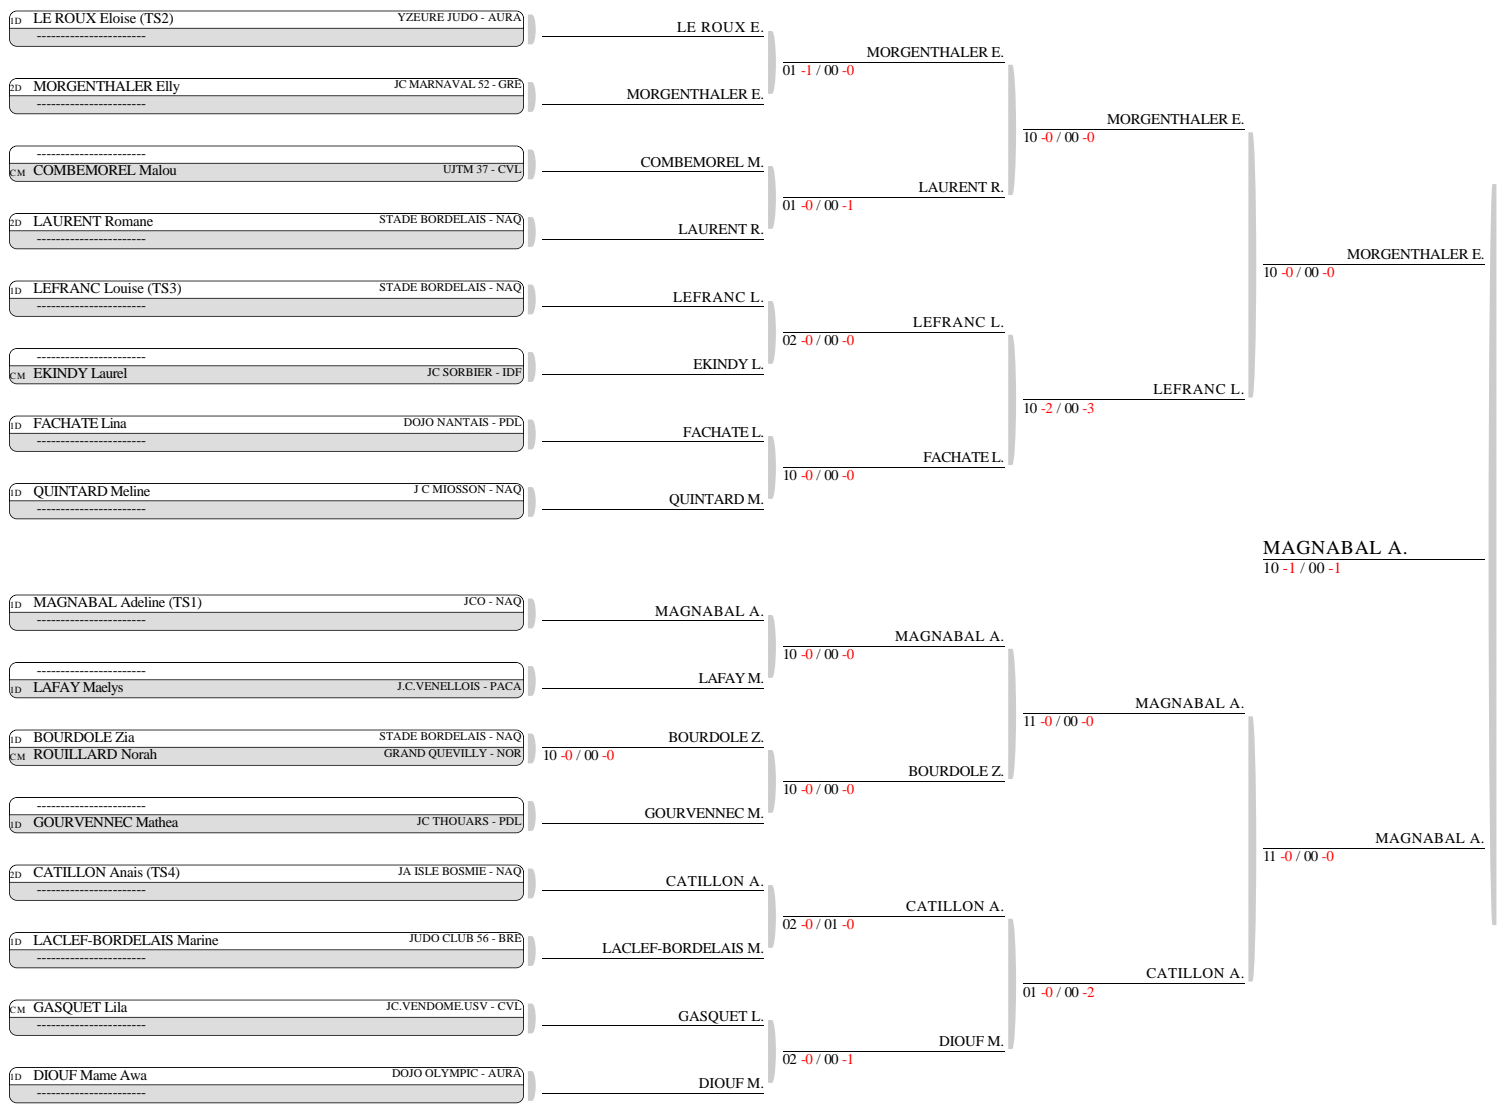 1D LE ROUX Eloise (TS2) YZEURE JUDO - AURA
-----------------------
LE ROUX E.
MORGENTHALER E.
01 -1 / 00 -0
2D MORGENTHALER Elly JC MARNAVAL 52 - GRE
-----------------------
MORGENTHALER E.
MORGENTHALER E.
10 -0 / 00 -0
-----------------------
CM COMBEMOREL Malou UJTM 37 - CVL
COMBEMOREL M.
LAURENT R.
01 -0 / 00 -1
2D LAURENT Romane STADE BORDELAIS - NAQ
-----------------------
LAURENT R.
MORGENTHALER E.
10 -0 / 00 -0
1D LEFRANC Louise (TS3) STADE BORDELAIS - NAQ
-----------------------
LEFRANC L.
LEFRANC L.
02 -0 / 00 -0
-----------------------
CM EKINDY Laurel JC SORBIER - IDF
EKINDY L.
LEFRANC L.
10 -2 / 00 -3
1D FACHATE Lina DOJO NANTAIS - PDL
-----------------------
FACHATE L.
FACHATE L.
10 -0 / 00 -0
1D QUINTARD Meline J C MIOSSON - NAQ
-----------------------
QUINTARD M.
MAGNABAL A.
10 -1 / 00 -1
1D MAGNABAL Adeline (TS1) JCO - NAQ
-----------------------
MAGNABAL A.
MAGNABAL A.
10 -0 / 00 -0
-----------------------
1D LAFAY Maelys J.C.VENELLOIS - PACA
LAFAY M.
MAGNABAL A.
11 -0 / 00 -0
1D BOURDOLE Zia STADE BORDELAIS - NAQ
CM ROUILLARD Norah GRAND QUEVILLY - NOR
BOURDOLE Z.
10 -0 / 00 -0
BOURDOLE Z.
10 -0 / 00 -0
-----------------------
1D GOURVENNEC Mathea JC THOUARS - PDL
GOURVENNEC M.
MAGNABAL A.
11 -0 / 00 -0
2D CATILLON Anais (TS4) JA ISLE BOSMIE - NAQ
-----------------------
CATILLON A.
CATILLON A.
02 -0 / 01 -0
1D LACLEF-BORDELAIS Marine JUDO CLUB 56 - BRE
-----------------------
LACLEF-BORDELAIS M.
CATILLON A.
01 -0 / 00 -2
CM GASQUET Lila JC.VENDOME.USV - CVL
-----------------------
GASQUET L.
DIOUF M.
02 -0 / 00 -1
1D DIOUF Mame Awa DOJO OLYMPIC - AURA
-----------------------
DIOUF M.